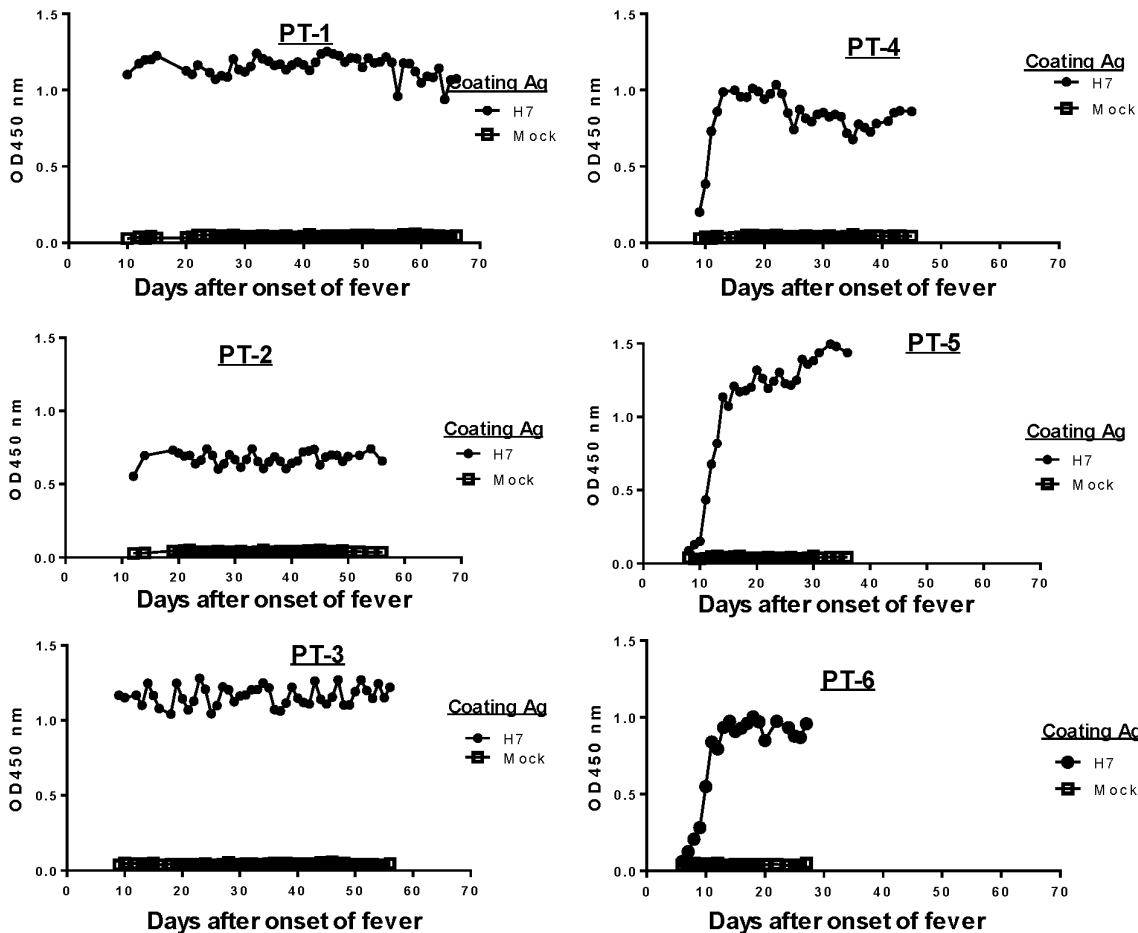 PT-1
1.5
1.0
0.5
0.0
OD450 nm
0 10 20 30 40 50 60 70
Days after onset of fever
Coating Ag
H7
Mock
PT-4
1.5
1.0
0.5
0.0
OD450 nm
0 10 20 30 40 50 60 70
Days after onset of fever
Coating Ag
H7
Mock
PT-2
1.5
1.0
0.5
0.0
OD450 nm
0 10 20 30 40 50 60 70
Days after onset of fever
Coating Ag
H7
Mock
PT-5
1.5
1.0
0.5
0.0
OD450 nm
0 10 20 30 40 50 60 70
Days after onset of fever
Coating Ag
H7
Mock
PT-3
1.5
1.0
0.5
0.0
OD450 nm
0 10 20 30 40 50 60 70
Days after onset of fever
Coating Ag
H7
Mock
PT-6
1.5
1.0
0.5
0.0
OD450 nm
0 10 20 30 40 50 60 70
Days after onset of fever
Coating Ag
H7
Mock